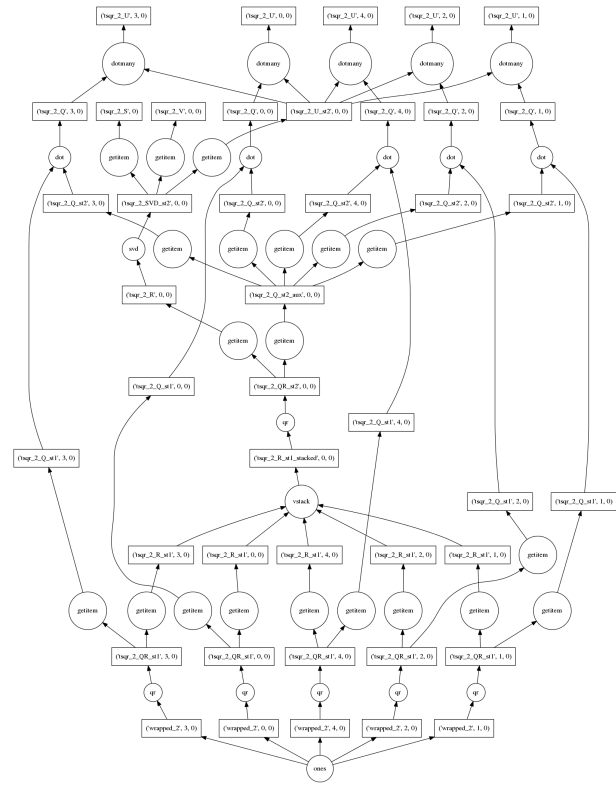 ('tsqr_2_U', 3, 0) ('tsqr_2_U', 0, 0) ('tsqr_2_U', 4, 0) ('tsqr_2_U', 2, 0) ('tsqr_2_U', 1, 0)
dotmany dotmany dotmany dotmany dotmany
('tsqr_2_Q', 3, 0) ('tsqr_2_S', 0) ('tsqr_2_V', 0, 0) ('tsqr_2_Q', 0, 0) ('tsqr_2_U_st2', 0, 0) ('tsqr_2_Q', 4, 0) ('tsqr_2_Q', 2, 0) ('tsqr_2_Q', 1, 0)
dot getitem getitem getitem dot dot dot dot
('tsqr_2_Q_st2', 3, 0) ('tsqr_2_SVD_st2', 0, 0) ('tsqr_2_Q_st2', 0, 0) ('tsqr_2_Q_st2', 4, 0) ('tsqr_2_Q_st2', 2, 0) ('tsqr_2_Q_st2', 1, 0)
svd getitem getitem getitem getitem getitem
('tsqr_2_R', 0, 0) ('tsqr_2_Q_st2_aux', 0, 0)
getitem getitem
('tsqr_2_Q_st1', 0, 0) ('tsqr_2_QR_st2', 0, 0)
qr ('tsqr_2_Q_st1', 4, 0)
('tsqr_2_Q_st1', 3, 0) ('tsqr_2_R_st1_stacked', 0, 0)
vstack ('tsqr_2_Q_st1', 2, 0) ('tsqr_2_Q_st1', 1, 0)
('tsqr_2_R_st1', 3, 0) ('tsqr_2_R_st1', 0, 0) ('tsqr_2_R_st1', 4, 0) ('tsqr_2_R_st1', 2, 0) ('tsqr_2_R_st1', 1, 0) getitem
getitem getitem getitem getitem getitem getitem getitem getitem getitem
('tsqr_2_QR_st1', 3, 0) ('tsqr_2_QR_st1', 0, 0) ('tsqr_2_QR_st1', 4, 0) ('tsqr_2_QR_st1', 2, 0) ('tsqr_2_QR_st1', 1, 0)
qr qr qr qr qr
('wrapped_2', 3, 0) ('wrapped_2', 0, 0) ('wrapped_2', 4, 0) ('wrapped_2', 2, 0) ('wrapped_2', 1, 0)
ones